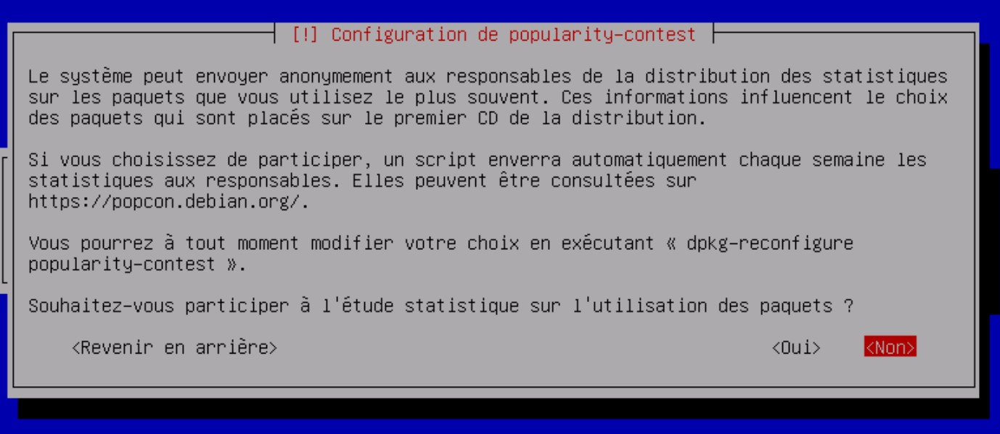 [!] Configuration de popularity-contest
Le système peut envoyer anonymement aux responsables de la distribution des statistiques
sur les paquets que vous utilisez le plus souvent. Ces informations influencent le choix
des paquets qui sont placés sur le premier CD de la distribution.
Si vous choisissez de participer, un script enverra automatiquement chaque semaine les
statistiques aux responsables. Elles peuvent être consultées sur
https://popcon.debian.org/.
Vous pourrez à tout moment modifier votre choix en exécutant « dpkg-reconfigure
popularity-contest ».
Souhaitez-vous participer à l'étude statistique sur l'utilisation des paquets ?
<Revenir en arrière> <Oui> <Non>